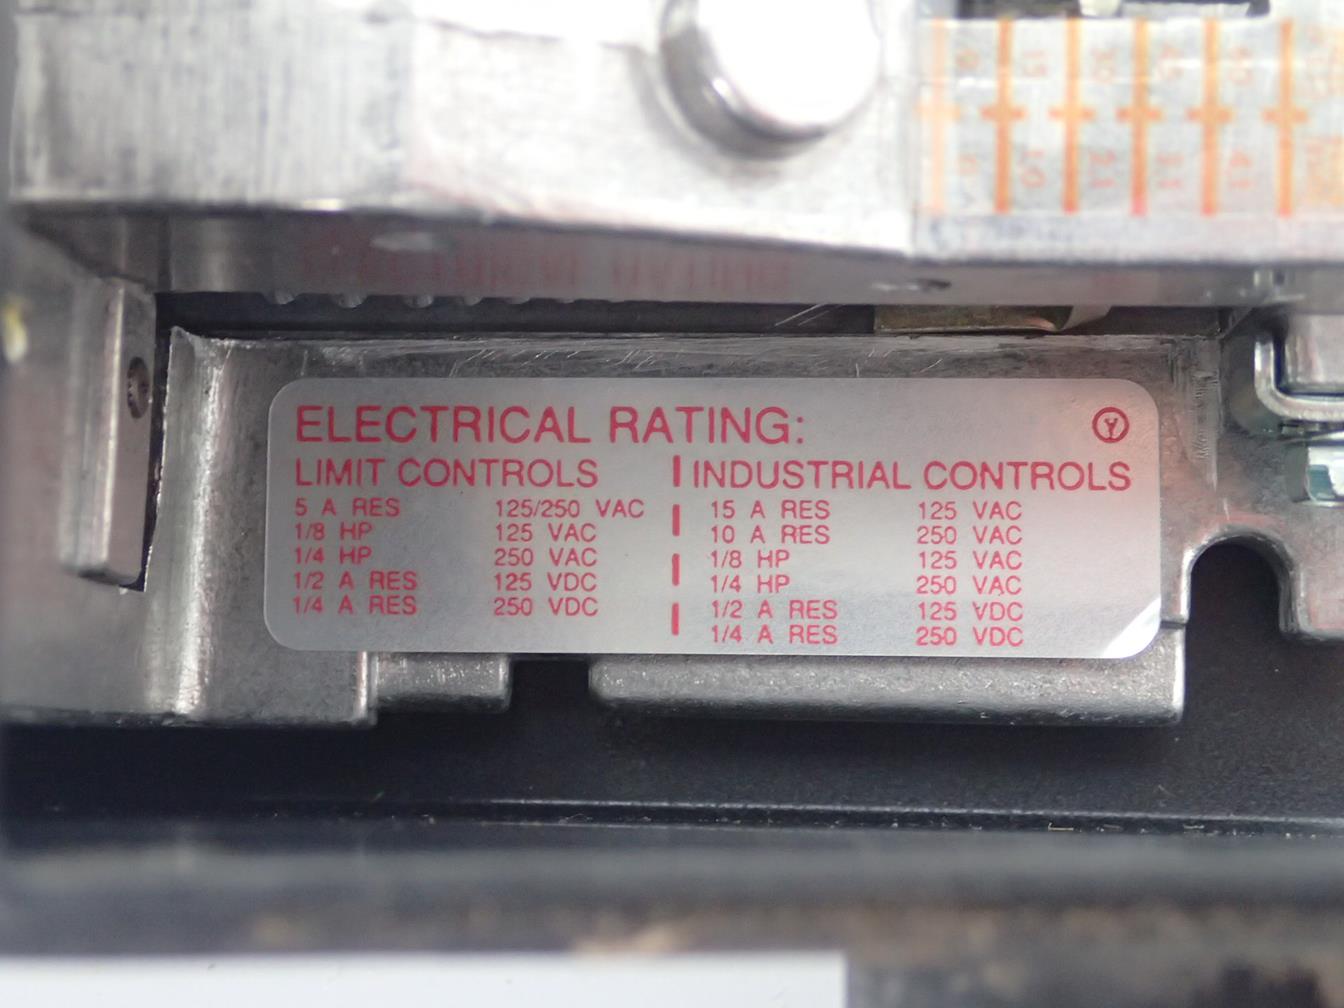 ELECTRICAL RATING:
Y
LIMIT CONTROLS
5 A RES 125/250 VAC
1/8 HP 125 VAC
1/4 HP 250 VAC
1/2 A RES 125 VDC
1/4 A RES 250 VDC
INDUSTRIAL CONTROLS
15 A RES 125 VAC
10 A RES 250 VAC
1/8 HP 125 VAC
1/4 HP 250 VAC
1/2 A RES 125 VDC
1/4 A RES 250 VDC